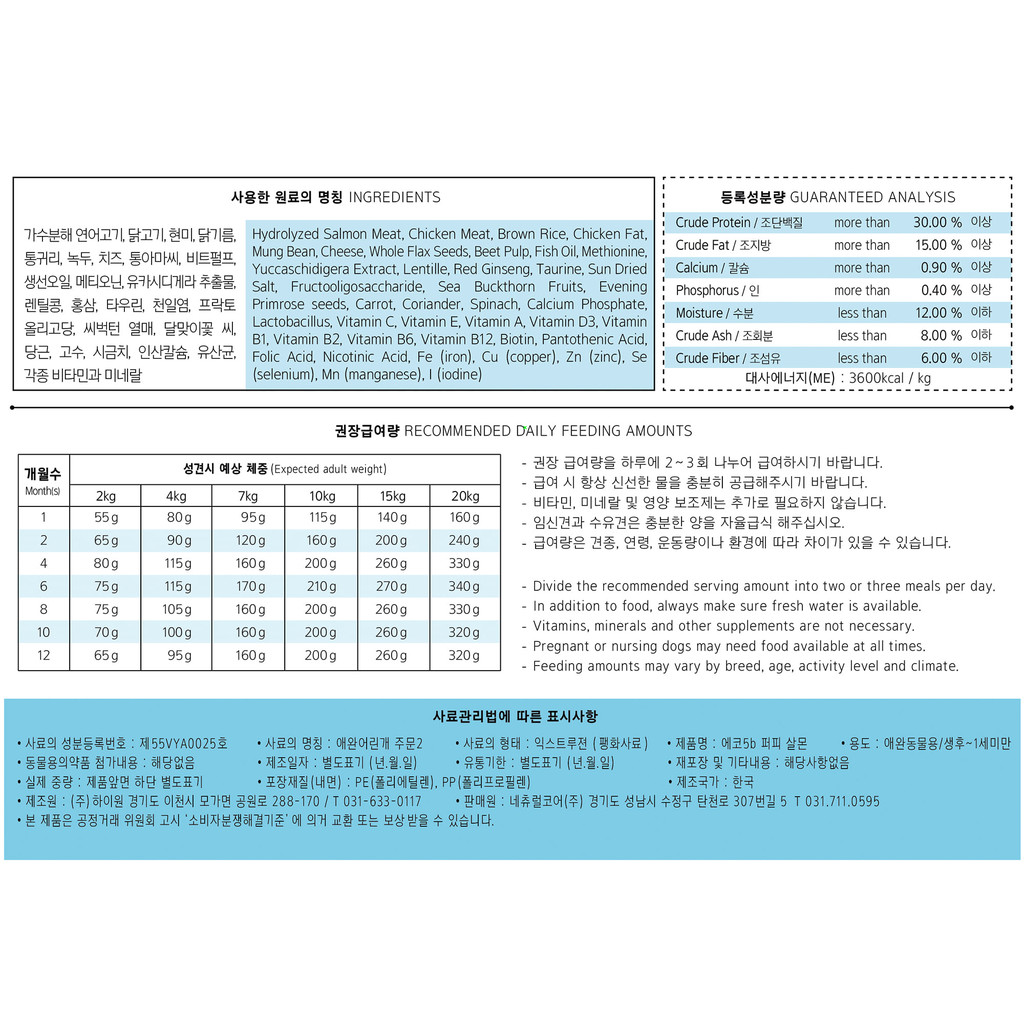 사용한 원료의 명칭 INGREDIENTS
가수분해 연어고기, 닭고기, 현미, 닭기름,
통귀리, 녹두, 치즈, 통아마씨, 비트펄프,
생선오일, 메티오닌, 유카시디게라 추출물,
렌틸콩, 홍삼, 타우린, 천일염, 프락토
올리고당, 씨벅턴 열매, 달맞이꽃 씨,
당근, 고수, 시금치, 인산칼슘, 유산균,
각종 비타민과 미네랄
Hydrolyzed Salmon Meat, Chicken Meat, Brown Rice, Chicken Fat,
Mung Bean, Cheese, Whole Flax Seeds, Beet Pulp, Fish Oil, Methionine,
Yuccaschidigera Extract, Lentille, Red Ginseng, Taurine, Sun Dried
Salt, Fructooligosaccharide, Sea Buckthorn Fruits, Evening
Primrose seeds, Carrot, Coriander, Spinach, Calcium Phosphate,
Lactobacillus, Vitamin C, Vitamin E, Vitamin A, Vitamin D3, Vitamin
B1, Vitamin B2, Vitamin B6, Vitamin B12, Biotin, Pantothenic Acid,
Folic Acid, Nicotinic Acid, Fe (iron), Cu (copper), Zn (zinc), Se
(selenium), Mn (manganese), I (iodine)
등록성분량 GUARANTEED ANALYSIS
Crude Protein / 조단백질 more than 30.00 % 이상
Crude Fat / 조지방 more than 15.00 % 이상
Calcium / 칼슘 more than 0.90 % 이상
Phosphorus / 인 more than 0.40 % 이상
Moisture / 수분 less than 12.00 % 이하
Crude Ash / 조회분 less than 8.00 % 이하
Crude Fiber / 조섬유 less than 6.00 % 이하
대사에너지(ME) : 3600kcal / kg
권장급여량 RECOMMENDED DAILY FEEDING AMOUNTS
개월수 Month(s) 성견시 예상 체중 (Expected adult weight)
2kg 4kg 7kg 10kg 15kg 20kg
1 55g 80g 95g 115g 140g 160g
2 65g 90g 120g 160g 200g 240g
4 80g 115g 160g 200g 260g 330g
6 75g 115g 170g 210g 270g 340g
8 75g 105g 160g 200g 260g 330g
10 70g 100g 160g 200g 260g 320g
12 65g 95g 160g 200g 260g 320g
- 권장 급여량을 하루에 2~3회 나누어 급여하시기 바랍니다.
- 급여 시 항상 신선한 물을 충분히 공급해주시기 바랍니다.
- 비타민, 미네랄 및 영양 보조제는 추가로 필요하지 않습니다.
- 임신견과 수유견은 충분한 양을 자율급식 해주십시오.
- 급여량은 견종, 연령, 운동량이나 환경에 따라 차이가 있을 수 있습니다.
- Divide the recommended serving amount into two or three meals per day.
- In addition to food, always make sure fresh water is available.
- Vitamins, minerals and other supplements are not necessary.
- Pregnant or nursing dogs may need food available at all times.
- Feeding amounts may vary by breed, age, activity level and climate.
사료관리법에 따른 표시사항
• 사료의 성분등록번호 : 제55VYA0025호 • 사료의 명칭 : 애완어린개 주문2 • 사료의 형태 : 익스트루젼 (팽화사료) • 제품명 : 에코5b 퍼피 살몬 • 용도 : 애완동물용/생후~1세미만
• 동물용의약품 첨가내용 : 해당없음 • 제조일자 : 별도표기 (년.월.일) • 유통기한 : 별도표기 (년.월.일) • 재포장 및 기타내용 : 해당사항없음
• 실제 중량 : 제품앞면 하단 별도표기 • 포장재질(내면) : PE(폴리에틸렌), PP(폴리프로필렌) • 제조국가 : 한국
• 제조원 : (주)하이원 경기도 이천시 모가면 공원로 288-170 / T 031-633-0117 • 판매원 : 네츄럴코어(주) 경기도 성남시 수정구 탄천로 307번길 5 T 031.711.0595
• 본 제품은 공정거래 위원회 고시 '소비자분쟁해결기준' 에 의거 교환 또는 보상 받을 수 있습니다.